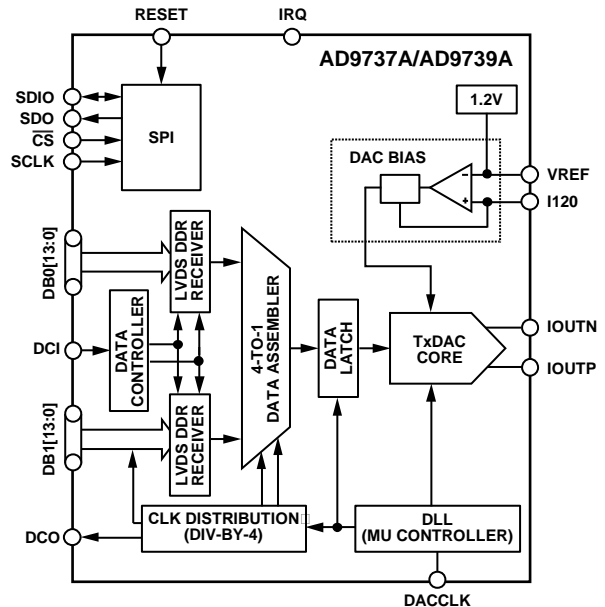 RESET
IRQ
AD9737A/AD9739A
SDIO
SDO
CS
SCLK
SPI
1.2V
DAC BIAS
–
+
VREF
I120
DB0[13:0]
LVDS DDR
RECEIVER
DCI
DATA
CONTROLLER
4-TO-1
DATA ASSEMBLER
DATA
LATCH
TxDAC
CORE
IOUTN
IOUTP
DB1[13:0]
LVDS DDR
RECEIVER
DCO
CLK DISTRIBUTION
(DIV-BY-4)
DLL
(MU CONTROLLER)
DACCLK